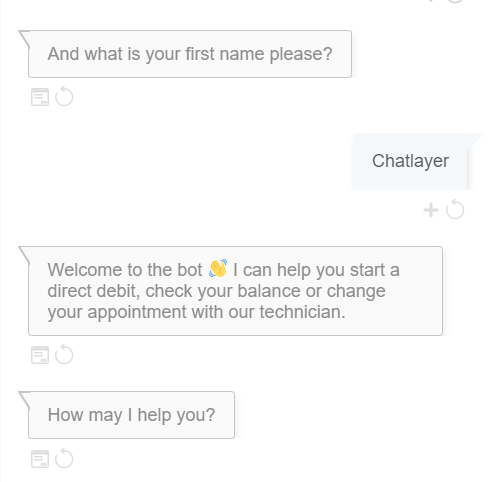 And what is your first name please?
Chatlayer
Welcome to the bot 👋 I can help you start a
direct debit, check your balance or change
your appointment with our technician.
How may I help you?